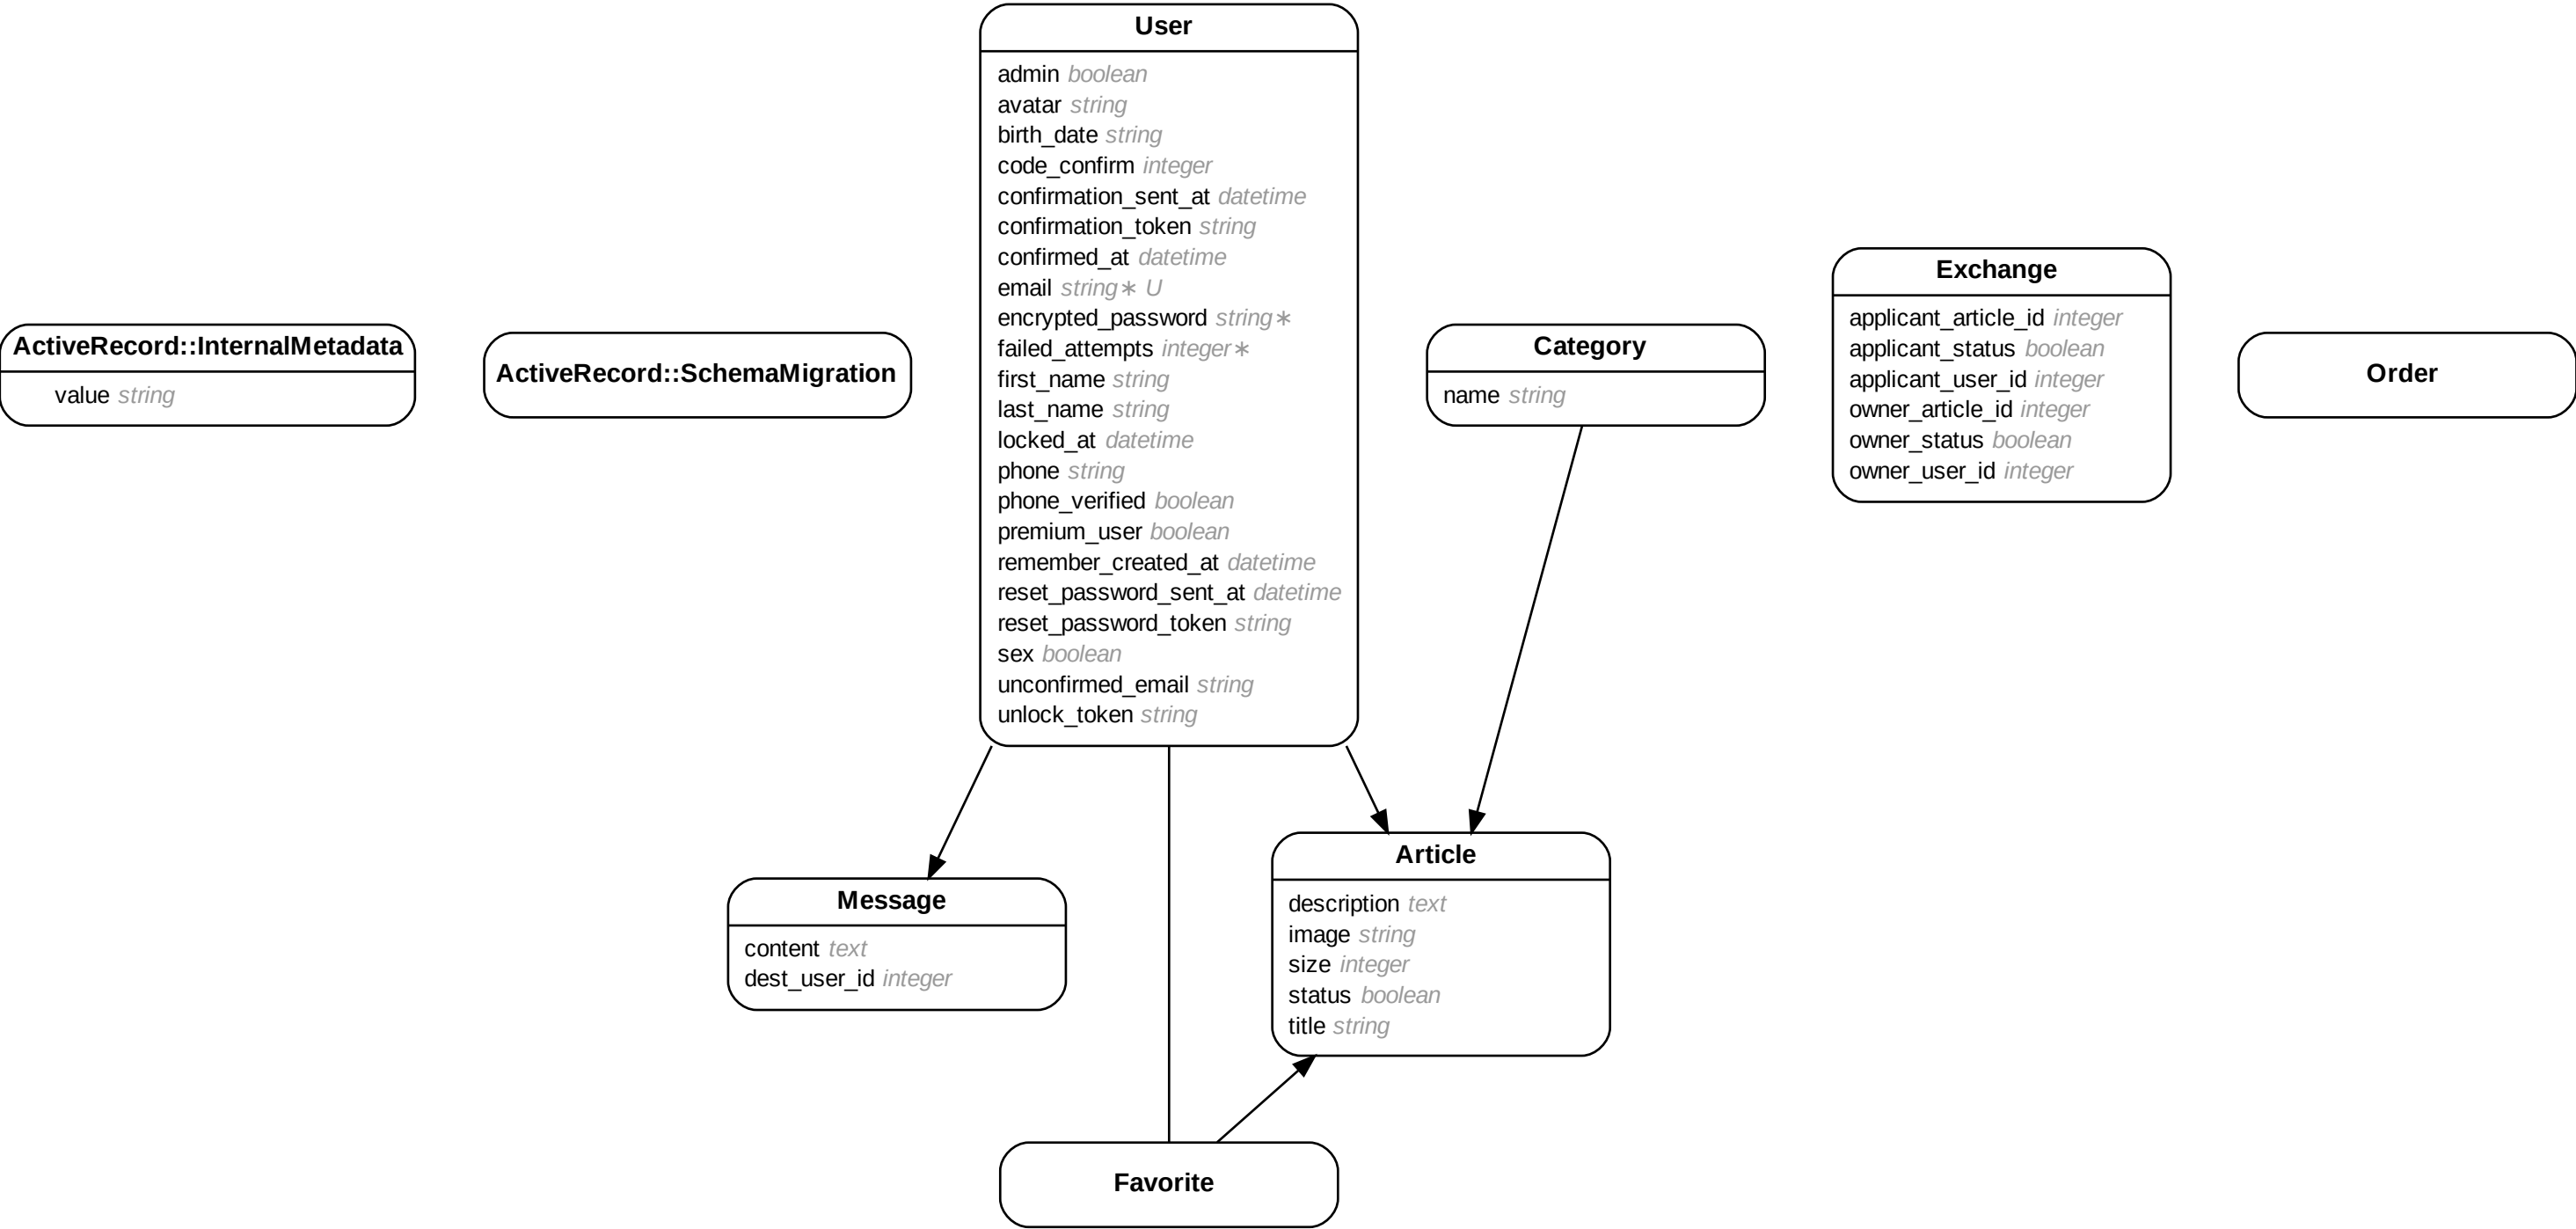 User
admin boolean
avatar string
birth_date string
code_confirm integer
confirmation_sent_at datetime
confirmation_token string
confirmed_at datetime
email string∗ U
encrypted_password string∗
failed_attempts integer∗
first_name string
last_name string
locked_at datetime
phone string
phone_verified boolean
premium_user boolean
remember_created_at datetime
reset_password_sent_at datetime
reset_password_token string
sex boolean
unconfirmed_email string
unlock_token string
ActiveRecord::InternalMetadata
value string
ActiveRecord::SchemaMigration
Category
name string
Exchange
applicant_article_id integer
applicant_status boolean
applicant_user_id integer
owner_article_id integer
owner_status boolean
owner_user_id integer
Order
Message
content text
dest_user_id integer
Article
description text
image string
size integer
status boolean
title string
Favorite